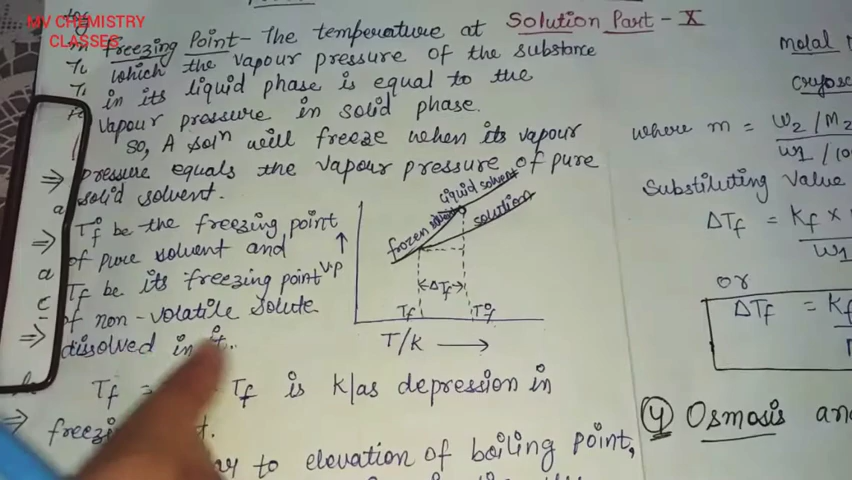 MV CHEMISTRY
CLASSES
Solution Part - X
Freezing Point - The temperature at
which the vapour pressure of the substance
in its liquid phase is equal to the
vapour pressure in solid phase.
So, A solⁿ will freeze when its vapour
pressure equals the vapour pressure of pure
solid solvent.
T°f be the freezing point
of pure solvent and
Tf be its freezing point
of non-volatile solute
dissolved in it.
Tf = Tf is k/as depression in
to elevation of boiling point,
liquid solvent
frozen
solution
V.P
ΔTf
Tf T°f
T/K
Molal
cryosc
where m = W2 / M2
W1 / 10
Substituting value
ΔTf = Kf ×
W1
or
ΔTf = Kf
(4) Osmosis an